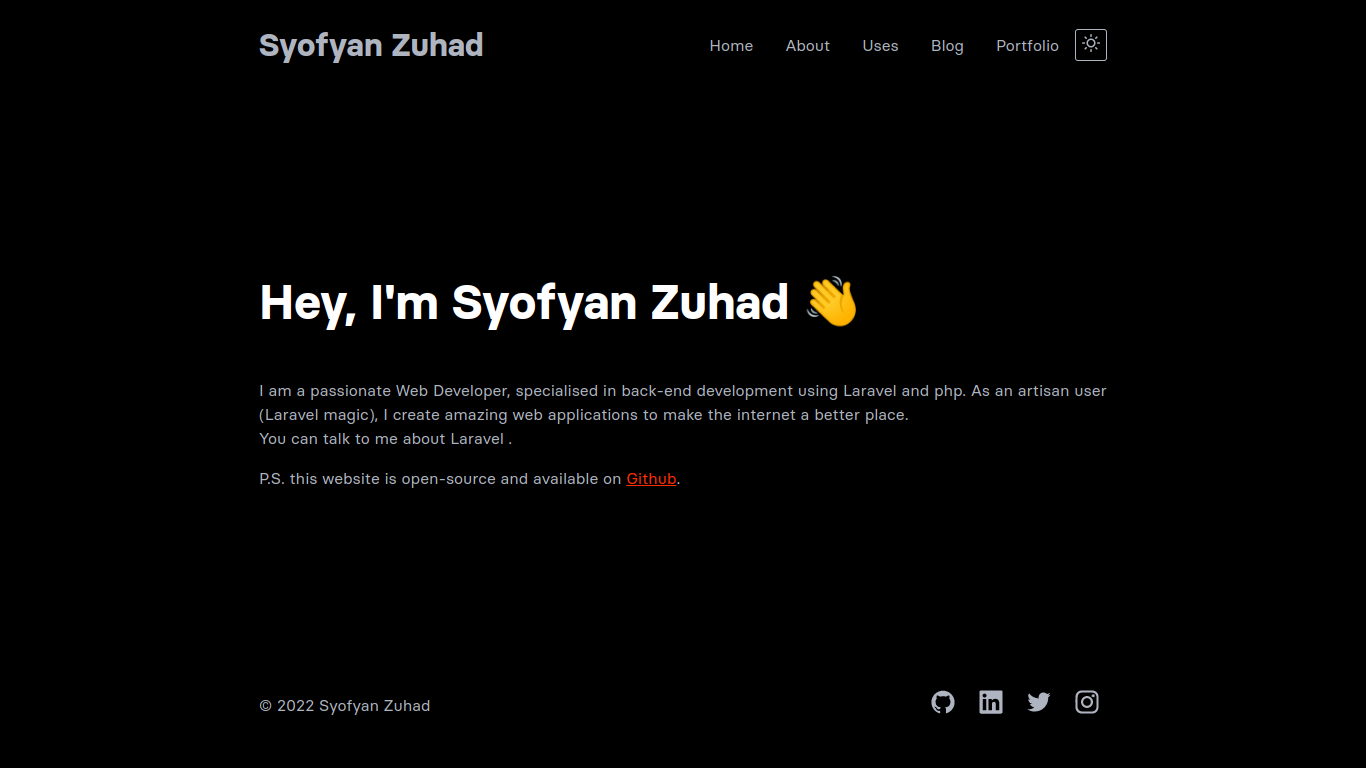 Syofyan Zuhad
Home About Uses Blog Portfolio
Hey, I'm Syofyan Zuhad 👋
I am a passionate Web Developer, specialised in back-end development using Laravel and php. As an artisan user
(Laravel magic), I create amazing web applications to make the internet a better place.
You can talk to me about Laravel .
P.S. this website is open-source and available on Github.
© 2022 Syofyan Zuhad